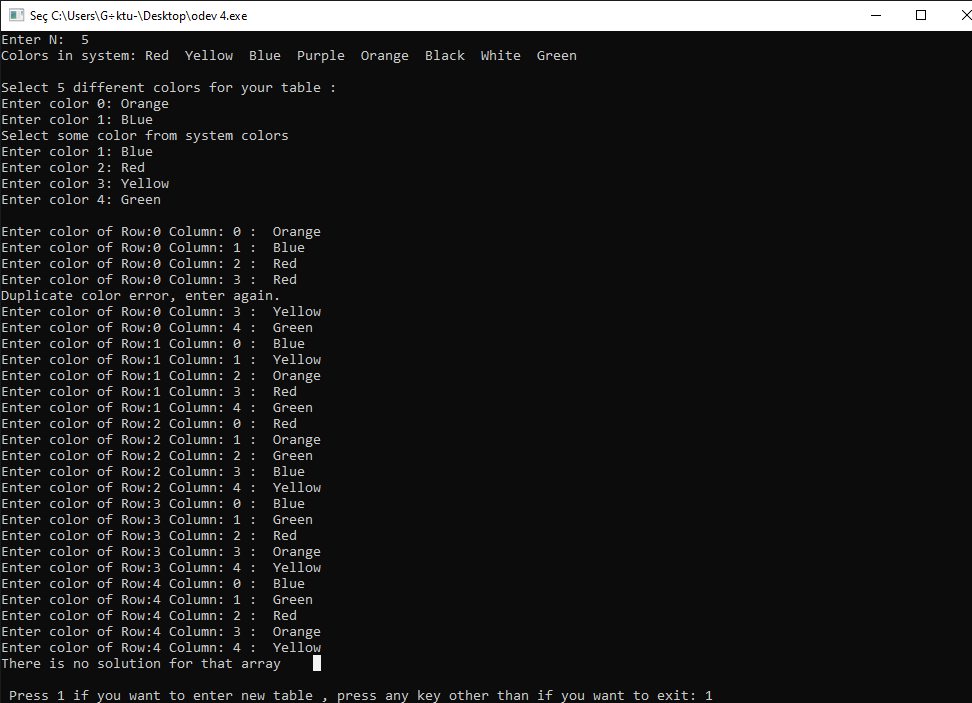 Seç C:\Users\G÷ktu-\Desktop\odev 4.exe
Enter N:  5
Colors in system: Red  Yellow  Blue  Purple  Orange  Black  White  Green
Select 5 different colors for your table :
Enter color 0: Orange
Enter color 1: BLue
Select some color from system colors
Enter color 1: Blue
Enter color 2: Red
Enter color 3: Yellow
Enter color 4: Green
Enter color of Row:0 Column: 0 :  Orange
Enter color of Row:0 Column: 1 :  Blue
Enter color of Row:0 Column: 2 :  Red
Enter color of Row:0 Column: 3 :  Red
Duplicate color error, enter again.
Enter color of Row:0 Column: 3 :  Yellow
Enter color of Row:0 Column: 4 :  Green
Enter color of Row:1 Column: 0 :  Blue
Enter color of Row:1 Column: 1 :  Yellow
Enter color of Row:1 Column: 2 :  Orange
Enter color of Row:1 Column: 3 :  Red
Enter color of Row:1 Column: 4 :  Green
Enter color of Row:2 Column: 0 :  Red
Enter color of Row:2 Column: 1 :  Orange
Enter color of Row:2 Column: 2 :  Green
Enter color of Row:2 Column: 3 :  Blue
Enter color of Row:2 Column: 4 :  Yellow
Enter color of Row:3 Column: 0 :  Blue
Enter color of Row:3 Column: 1 :  Green
Enter color of Row:3 Column: 2 :  Red
Enter color of Row:3 Column: 3 :  Orange
Enter color of Row:3 Column: 4 :  Yellow
Enter color of Row:4 Column: 0 :  Blue
Enter color of Row:4 Column: 1 :  Green
Enter color of Row:4 Column: 2 :  Red
Enter color of Row:4 Column: 3 :  Orange
Enter color of Row:4 Column: 4 :  Yellow
There is no solution for that array
Press 1 if you want to enter new table , press any key other than if you want to exit: 1